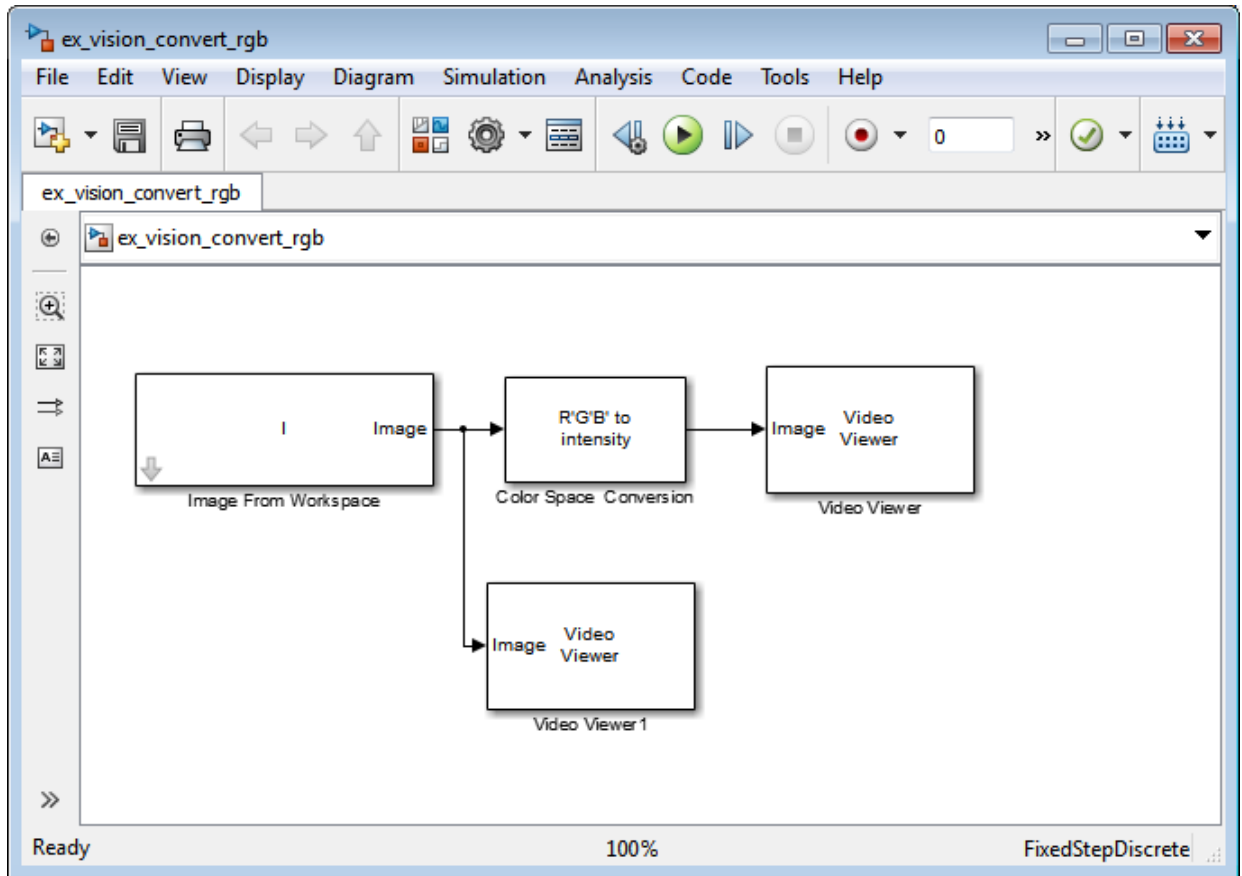 ex_vision_convert_rgb
File Edit View Display Diagram Simulation Analysis Code Tools Help
0 »
ex_vision_convert_rgb
ex_vision_convert_rgb
I Image
Image From Workspace
R'G'B' to
intensity
Color Space Conversion
Image Video
Viewer
Video Viewer
Image Video
Viewer
Video Viewer1
A
»
Ready 100% FixedStepDiscrete